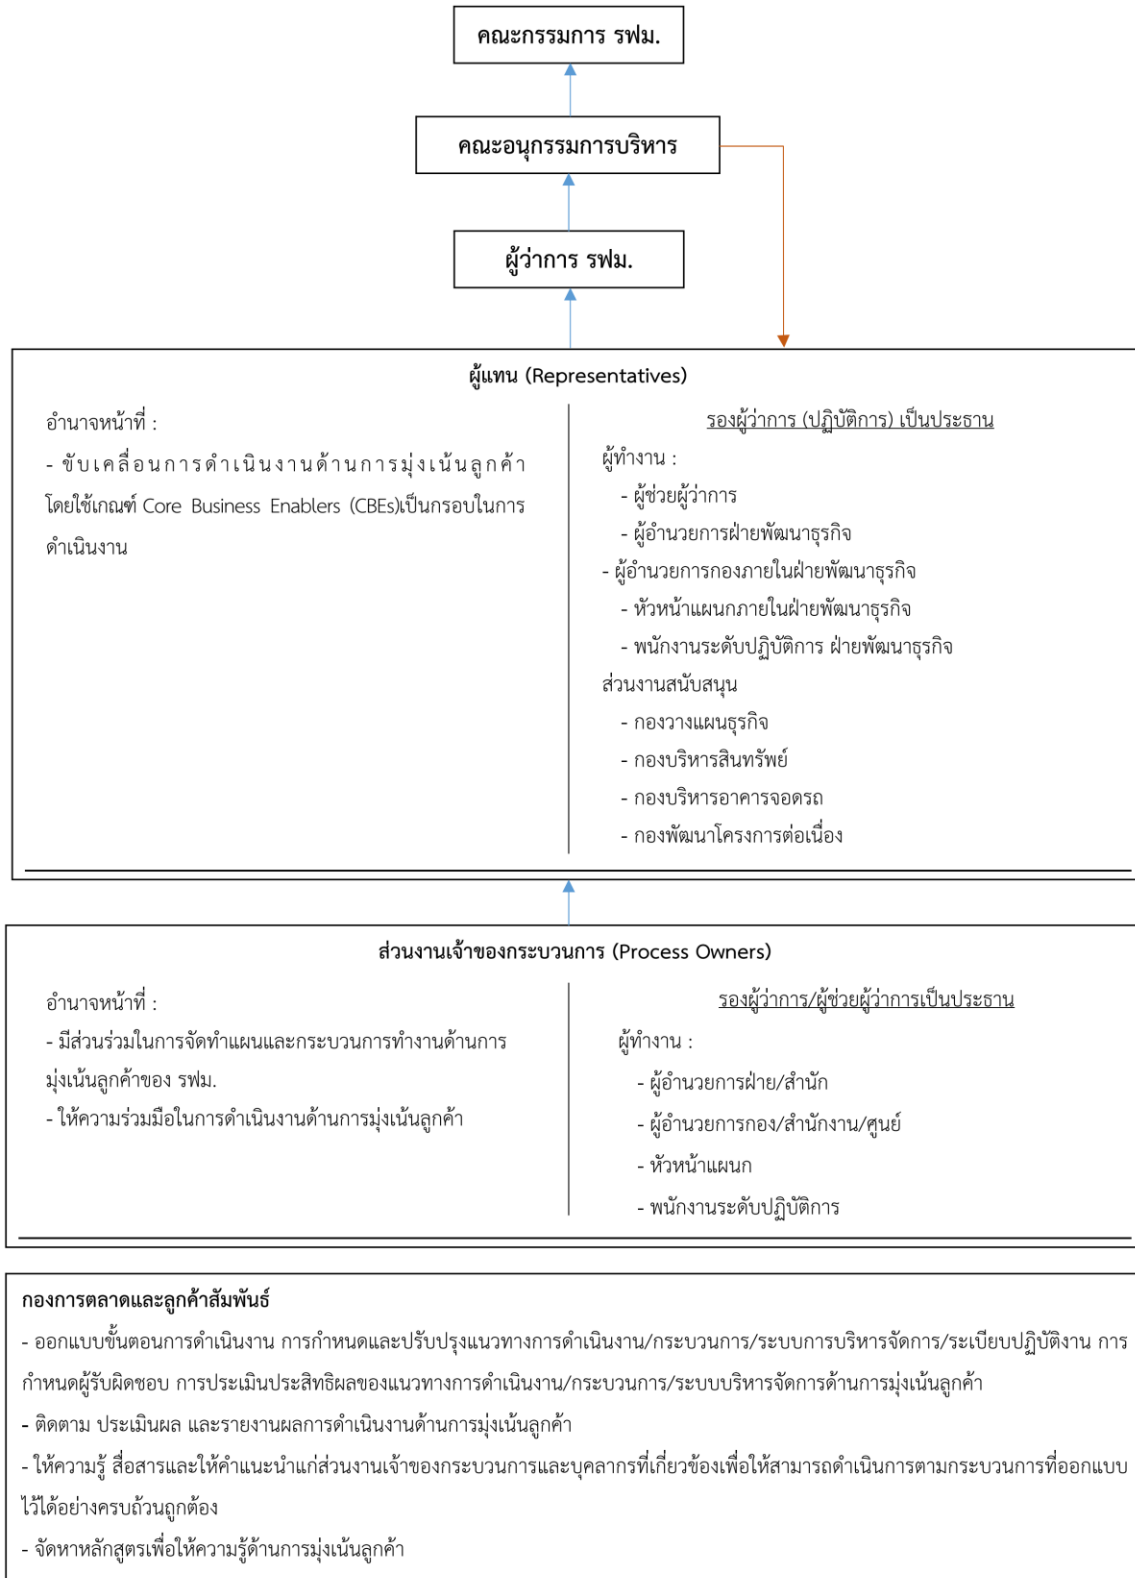 คณะกรรมการ รฟม.
คณะอนุกรรมการบริหาร
ผู้ว่าการ รฟม.
ผู้แทน (Representatives)
อำนาจหน้าที่ :
- ขับเคลื่อนการดำเนินงานด้านการมุ่งเน้นลูกค้า
โดยใช้เกณฑ์ Core Business Enablers (CBEs)เป็นกรอบในการ
ดำเนินงาน
รองผู้ว่าการ (ปฏิบัติการ) เป็นประธาน
ผู้ทำงาน :
- ผู้ช่วยผู้ว่าการ
- ผู้อำนวยการฝ่ายพัฒนาธุรกิจ
- ผู้อำนวยการกองภายในฝ่ายพัฒนาธุรกิจ
- หัวหน้าแผนกภายในฝ่ายพัฒนาธุรกิจ
- พนักงานระดับปฏิบัติการ ฝ่ายพัฒนาธุรกิจ
ส่วนงานสนับสนุน
- กองวางแผนธุรกิจ
- กองบริหารสินทรัพย์
- กองบริหารอาคารจอดรถ
- กองพัฒนาโครงการต่อเนื่อง
ส่วนงานเจ้าของกระบวนการ (Process Owners)
อำนาจหน้าที่ :
- มีส่วนร่วมในการจัดทำแผนและกระบวนการทำงานด้านการ
มุ่งเน้นลูกค้าของ รฟม.
- ให้ความร่วมมือในการดำเนินงานด้านการมุ่งเน้นลูกค้า
รองผู้ว่าการ/ผู้ช่วยผู้ว่าการเป็นประธาน
ผู้ทำงาน :
- ผู้อำนวยการฝ่าย/สำนัก
- ผู้อำนวยการกอง/สำนักงาน/ศูนย์
- หัวหน้าแผนก
- พนักงานระดับปฏิบัติการ
กองการตลาดและลูกค้าสัมพันธ์
- ออกแบบขั้นตอนการดำเนินงาน การกำหนดและปรับปรุงแนวทางการดำเนินงาน/กระบวนการ/ระบบการบริหารจัดการ/ระเบียบปฏิบัติงาน การ
กำหนดผู้รับผิดชอบ การประเมินประสิทธิผลของแนวทางการดำเนินงาน/กระบวนการ/ระบบบริหารจัดการด้านการมุ่งเน้นลูกค้า
- ติดตาม ประเมินผล และรายงานผลการดำเนินงานด้านการมุ่งเน้นลูกค้า
- ให้ความรู้ สื่อสารและให้คำแนะนำแก่ส่วนงานเจ้าของกระบวนการและบุคลากรที่เกี่ยวข้องเพื่อให้สามารถดำเนินการตามกระบวนการที่ออกแบบ
ไว้ได้อย่างครบถ้วนถูกต้อง
- จัดหาหลักสูตรเพื่อให้ความรู้ด้านการมุ่งเน้นลูกค้า